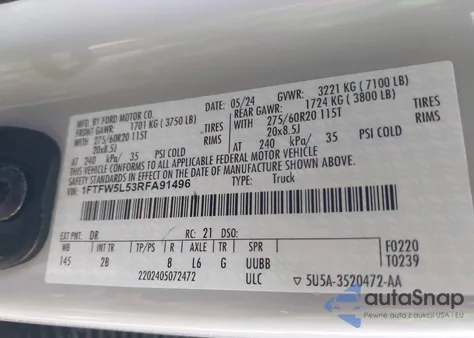 MFD. BY FORD MOTOR CO.
05/24 GVWR: 3221 KG ( 7100 LB)
FRONT GAWR: 1701 KG ( 3750 LB)
REAR GAWR: 1724 KG ( 3800 LB)
WITH 275/60R20 115T TIRES
WITH 275/60R20 115T TIRES
20x8.5J RIMS
20x8.5J RIMS
AT 240 kPa/ 35 PSI COLD
AT 240 kPa/ 35 PSI COLD
THIS VEHICLE CONFORMS TO ALL APPLICABLE FEDERAL MOTOR VEHICLE
SAFETY STANDARDS IN EFFECT ON THE DATE OF MANUFACTURE SHOWN ABOVE.
VIN: 1FTFW5L53RFA91496 TYPE: Truck
EXT PNT: DR RC: 21 DSO:
WB INT TR TP/PS R AXLE TR SPR F0220
145 2B 8 L6 G UUBB T0239
2202405072472 ULC ▽ 5U5A-3520472-AA
autoSnap
Pewne auta z aukcji USA / EU